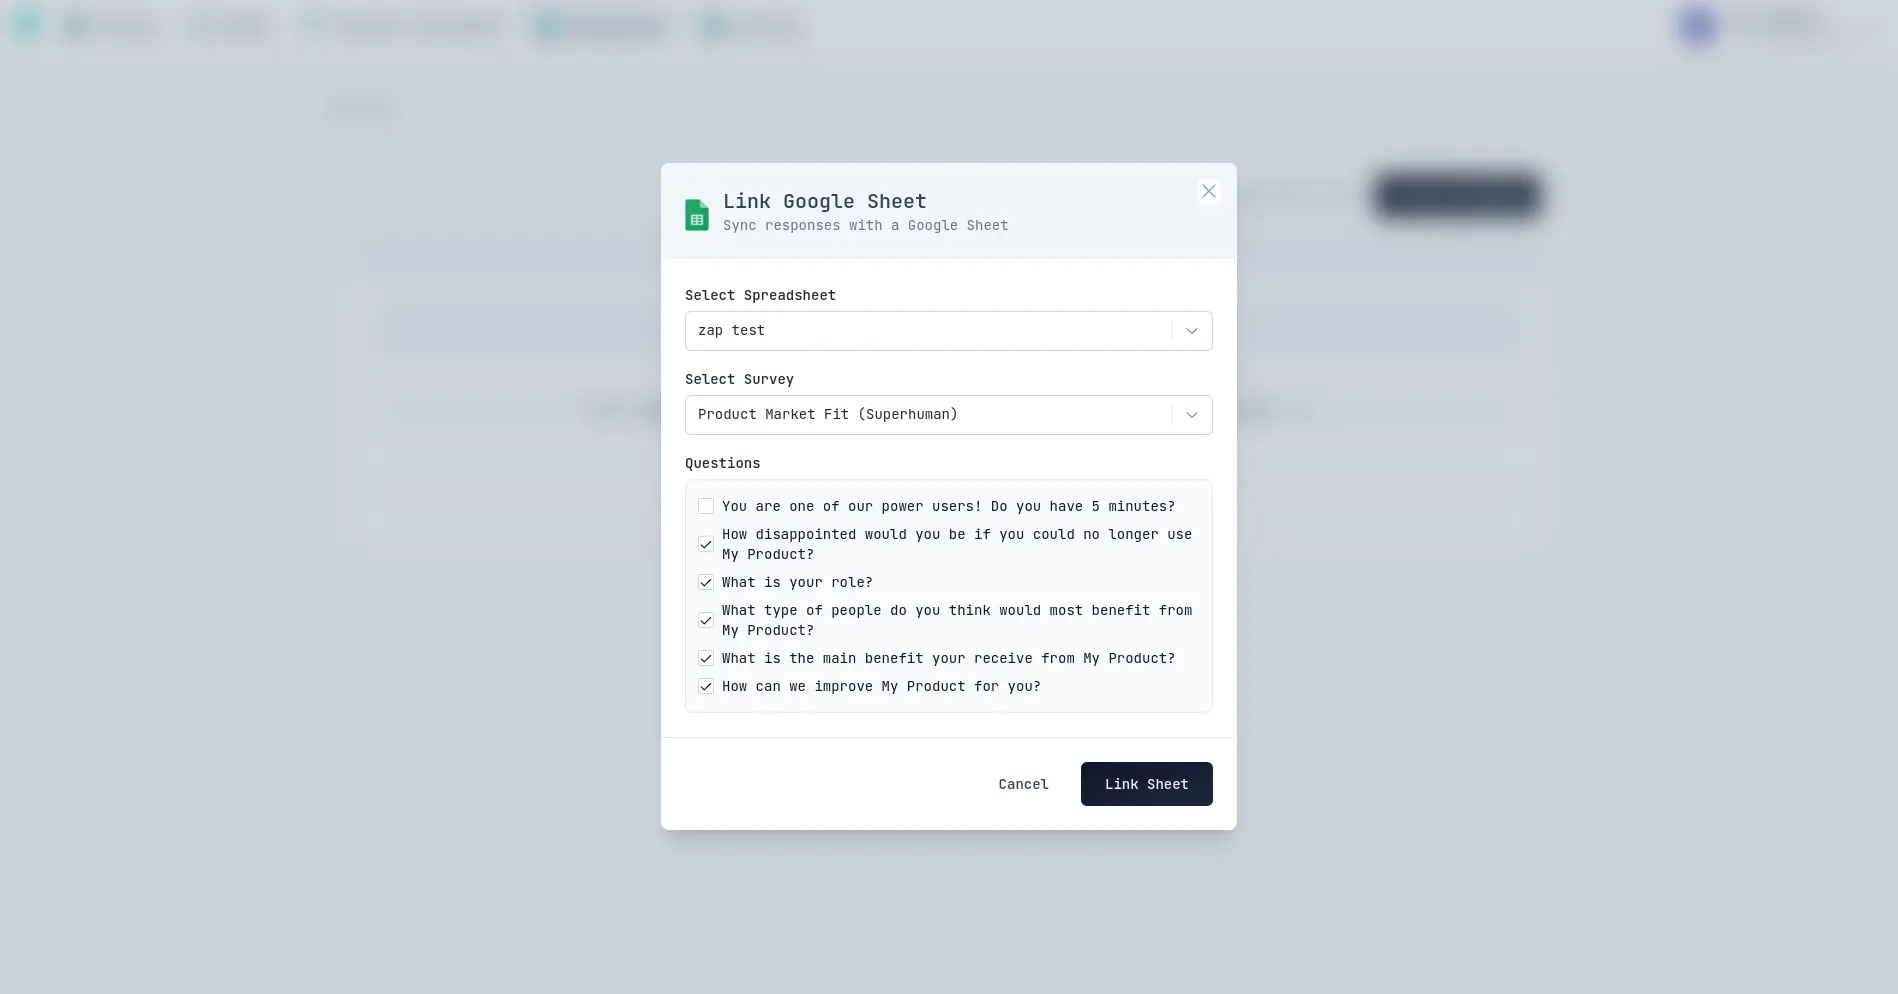 Link Google Sheet
Sync responses with a Google Sheet
Select Spreadsheet
zap test
Select Survey
Product Market Fit (Superhuman)
Questions
You are one of our power users! Do you have 5 minutes?
How disappointed would you be if you could no longer use
My Product?
What is your role?
What type of people do you think would most benefit from
My Product?
What is the main benefit your receive from My Product?
How can we improve My Product for you?
Cancel
Link Sheet